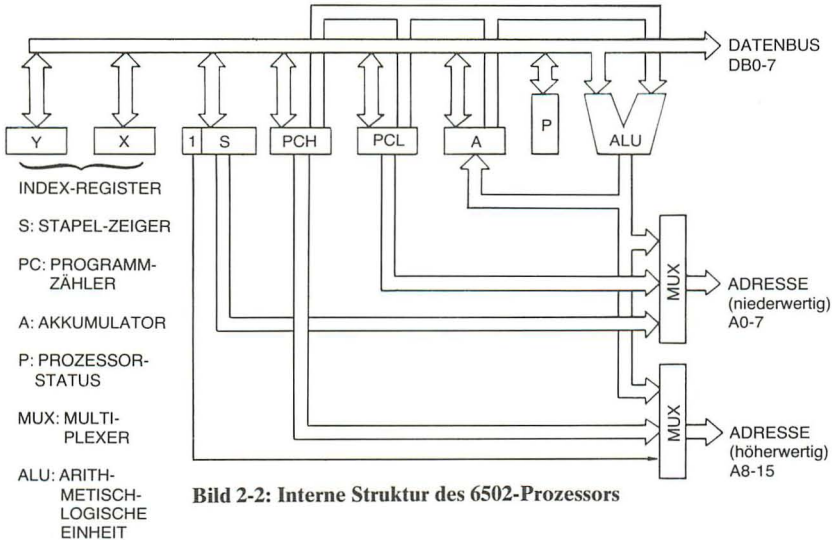 DATENBUS
DB0-7
Y
X
1
S
PCH
PCL
A
P
ALU
INDEX-REGISTER
S: STAPEL-ZEIGER
PC: PROGRAMM-
ZÄHLER
A: AKKUMULATOR
P: PROZESSOR-
STATUS
MUX: MULTI-
PLEXER
ALU: ARITH-
METISCH-
LOGISCHE
EINHEIT
MUX
ADRESSE
(niederwertig)
A0-7
MUX
ADRESSE
(höherwertig)
A8-15
Bild 2-2: Interne Struktur des 6502-Prozessors